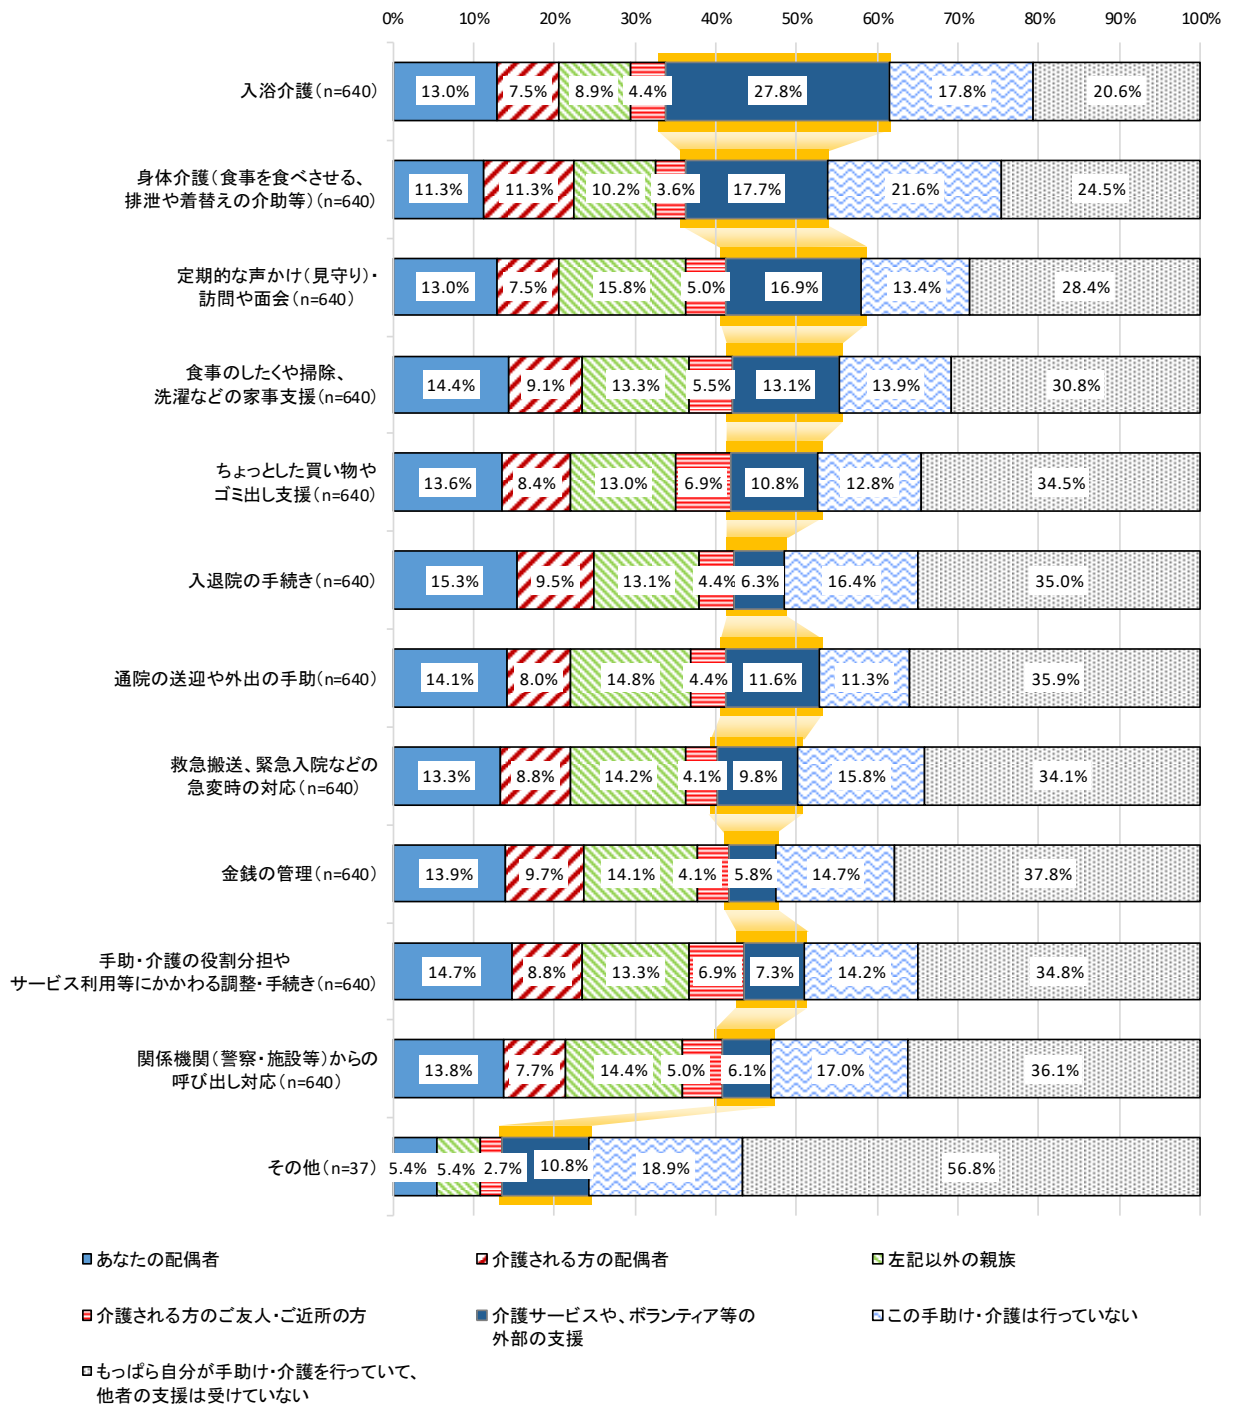 0% 10% 20% 30% 40% 50% 60% 70% 80% 90% 100%
入浴介護(n=640)
13.0% 7.5% 8.9% 4.4% 27.8% 17.8% 20.6%
身体介護(食事を食べさせる、
排泄や着替えの介助等)(n=640)
11.3% 11.3% 10.2% 3.6% 17.7% 21.6% 24.5%
定期的な声かけ(見守り)・
訪問や面会(n=640)
13.0% 7.5% 15.8% 5.0% 16.9% 13.4% 28.4%
食事のしたくや掃除、
洗濯などの家事支援(n=640)
14.4% 9.1% 13.3% 5.5% 13.1% 13.9% 30.8%
ちょっとした買い物や
ゴミ出し支援(n=640)
13.6% 8.4% 13.0% 6.9% 10.8% 12.8% 34.5%
入退院の手続き(n=640)
15.3% 9.5% 13.1% 4.4% 6.3% 16.4% 35.0%
通院の送迎や外出の手助(n=640)
14.1% 8.0% 14.8% 4.4% 11.6% 11.3% 35.9%
救急搬送、緊急入院などの
急変時の対応(n=640)
13.3% 8.8% 14.2% 4.1% 9.8% 15.8% 34.1%
金銭の管理(n=640)
13.9% 9.7% 14.1% 4.1% 5.8% 14.7% 37.8%
手助・介護の役割分担や
サービス利用等にかかわる調整・手続き(n=640)
14.7% 8.8% 13.3% 6.9% 7.3% 14.2% 34.8%
関係機関(警察・施設等)からの
呼び出し対応(n=640)
13.8% 7.7% 14.4% 5.0% 6.1% 17.0% 36.1%
その他(n=37)
5.4% 5.4% 2.7% 10.8% 18.9% 56.8%
0% 10% 20% 30% 40% 50% 60% 70% 80% 90% 100%
あなたの配偶者
介護される方の配偶者
左記以外の親族
介護される方のご友人・ご近所の方
介護サービスや、ボランティア等の
外部の支援
この手助け・介護は行っていない
もっぱら自分が手助け・介護を行っていて、
他者の支援は受けていない